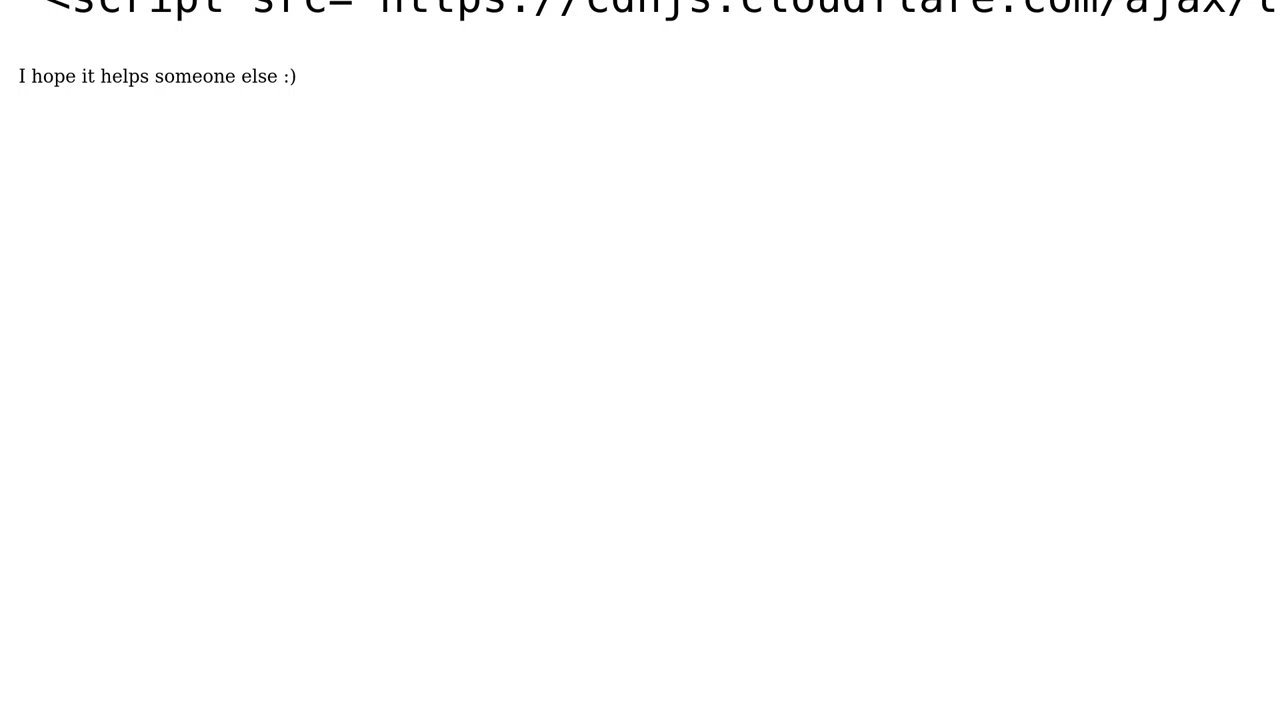 <script src="https://cdnjs.cloudflare.com/ajax/l
I hope it helps someone else :)